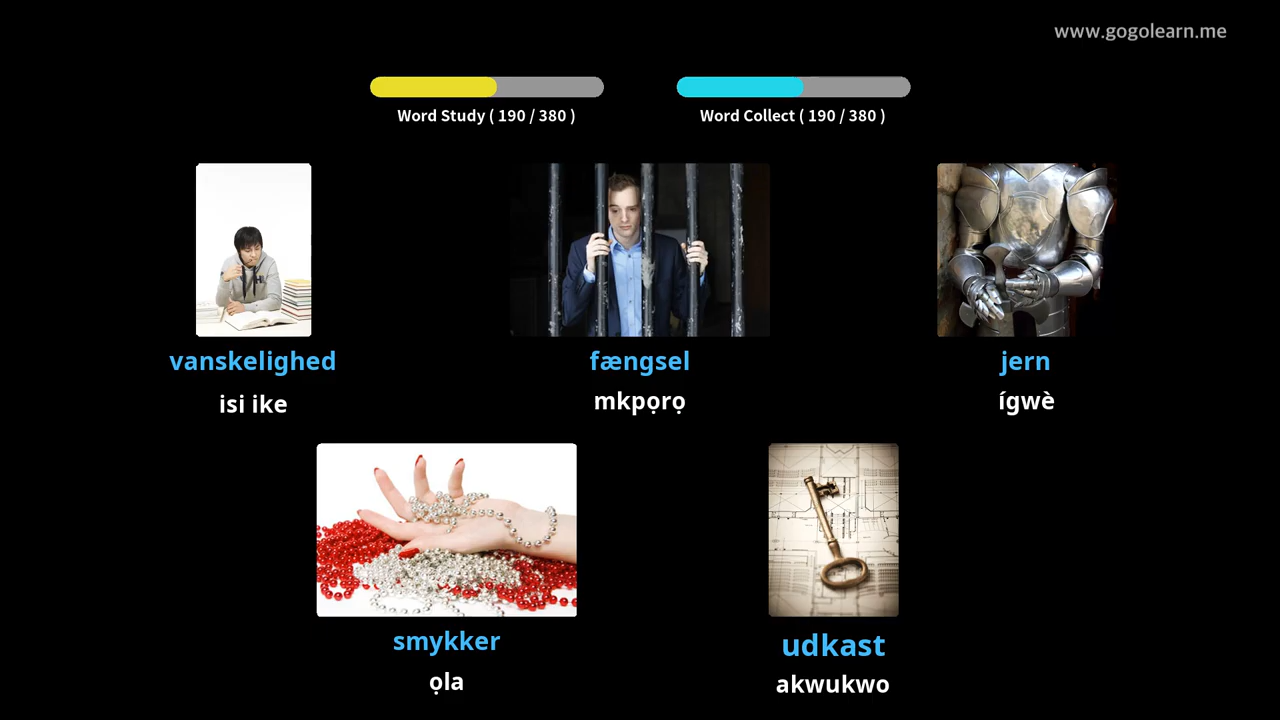 www.gogolearn.me
Word Study ( 190 / 380 )
Word Collect ( 190 / 380 )
vanskelighed
isi ike
fængsel
mkpọrọ
jern
ígwè
smykker
ọla
udkast
akwukwo